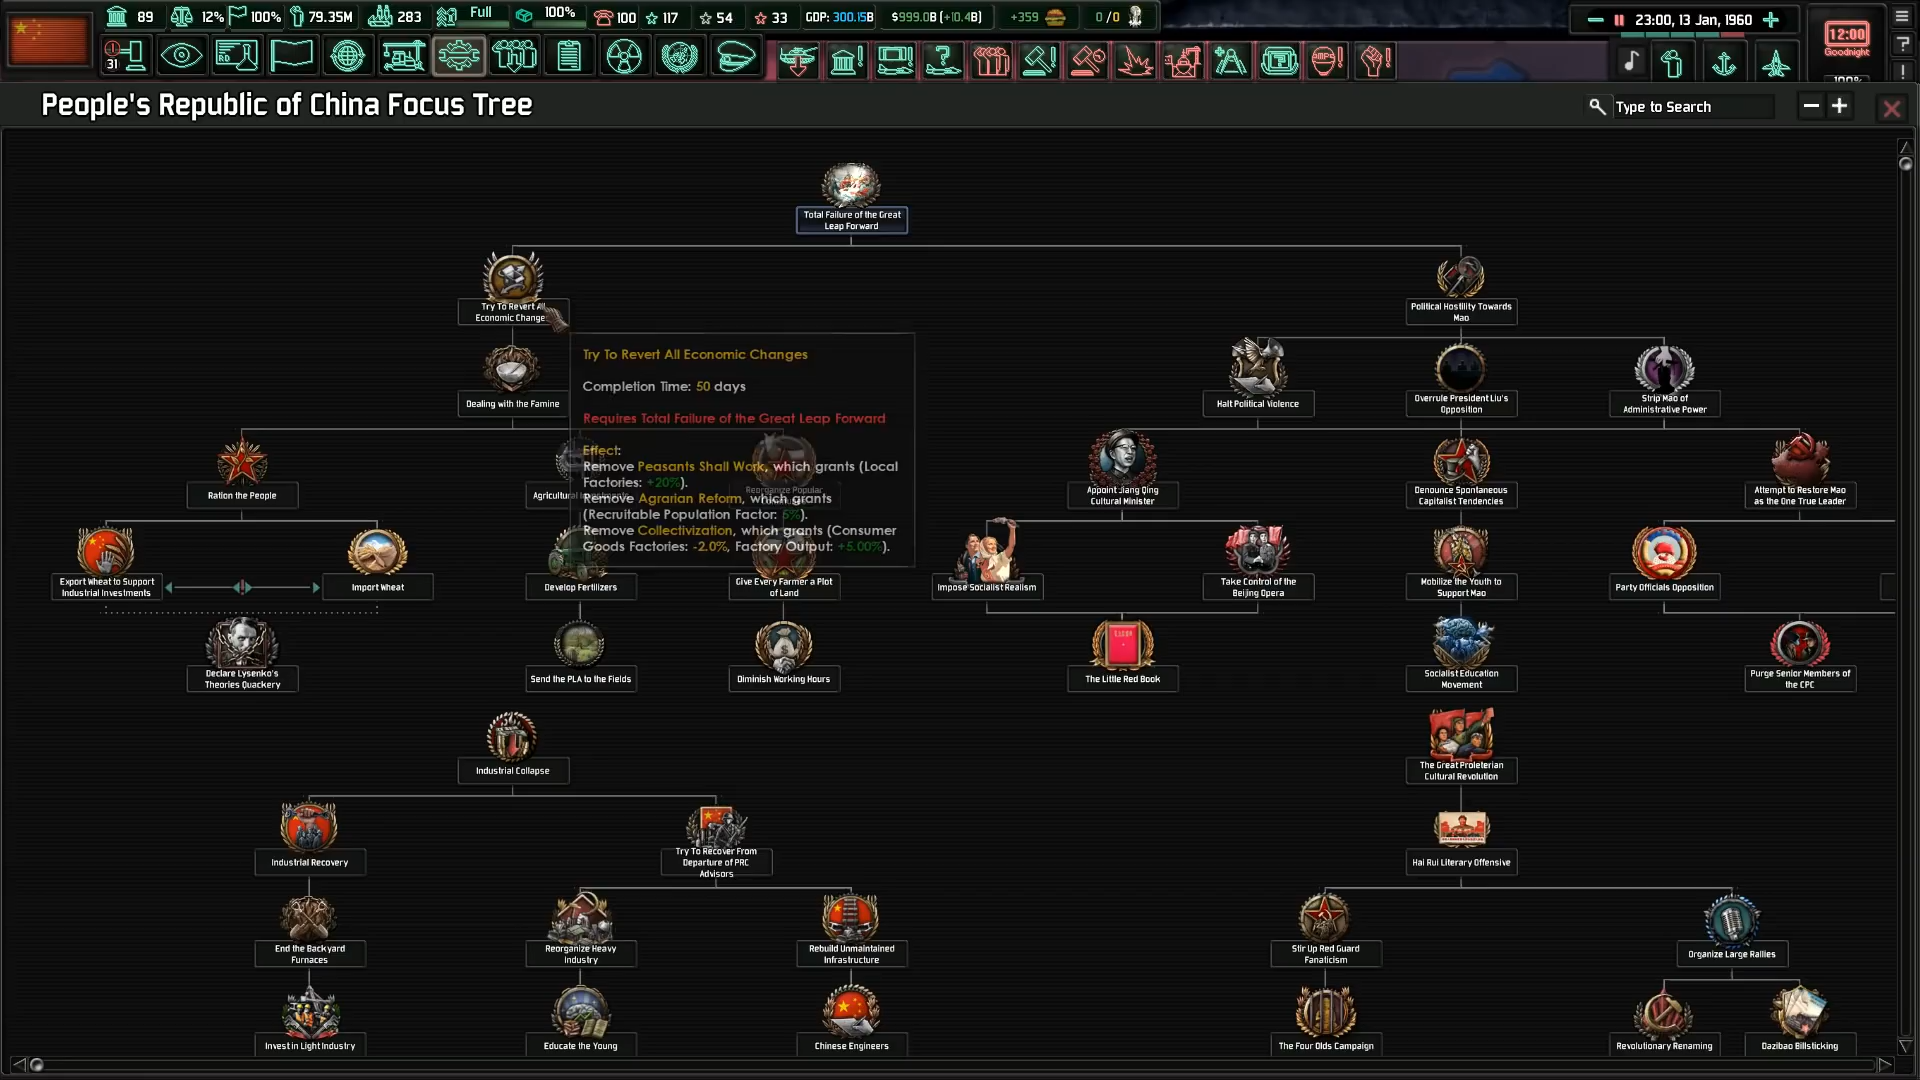 89
12%
100%
79.35M
283
Full
100%
100
117
54
33
GDP: 300.15B
$999.0B (+10.4B)
+359
0 / 0
23:00, 13 Jan, 1960
12:00
Goodnight
31
RD
People's Republic of China Focus Tree
Type to Search
Total Failure of the Great
Leap Forward
Try To Revert All
Economic Changes
Political Hostility Towards
Mao
Try To Revert All Economic Changes
Completion Time: 50 days
Requires Total Failure of the Great Leap Forward
Effect:
Remove Peasants Shall Work, which grants (Local
Factories: +20%).
Remove Agrarian Reform, which grants
(Recruitable Population Factor: 5%).
Remove Collectivization, which grants (Consumer
Goods Factories: -2.0%, Factory Output: +5.00%).
Dealing with the Famine
Halt Political Violence
Overrule President Liu's
Opposition
Strip Mao of
Administrative Power
Ration the People
Appoint Jiang Qing
Cultural Minister
Denounce Spontaneous
Capitalist Tendencies
Attempt to Restore Mao
as the One True Leader
Export Wheat to Support
Industrial Investments
Import Wheat
Develop Fertilizers
Give Every Farmer a Plot
of Land
Impose Socialist Realism
Take Control of the
Beijing Opera
Mobilize the Youth to
Support Mao
Party Officials Opposition
Declare Lysenko's
Theories Quackery
Send the PLA to the Fields
Diminish Working Hours
The Little Red Book
Socialist Education
Movement
Purge Senior Members of
the CPC
Industrial Collapse
The Great Proleterian
Cultural Revolution
Industrial Recovery
Try To Recover From
Departure of PRC
Advisors
Hai Rui Literary Offensive
End the Backyard
Furnaces
Reorganize Heavy
Industry
Rebuild Unmaintained
Infrastructure
Stir Up Red Guard
Fanaticism
Organize Large Rallies
Invest in Light Industry
Educate the Young
Chinese Engineers
The Four Olds Campaign
Revolutionary Renaming
Dazibao Billsticking